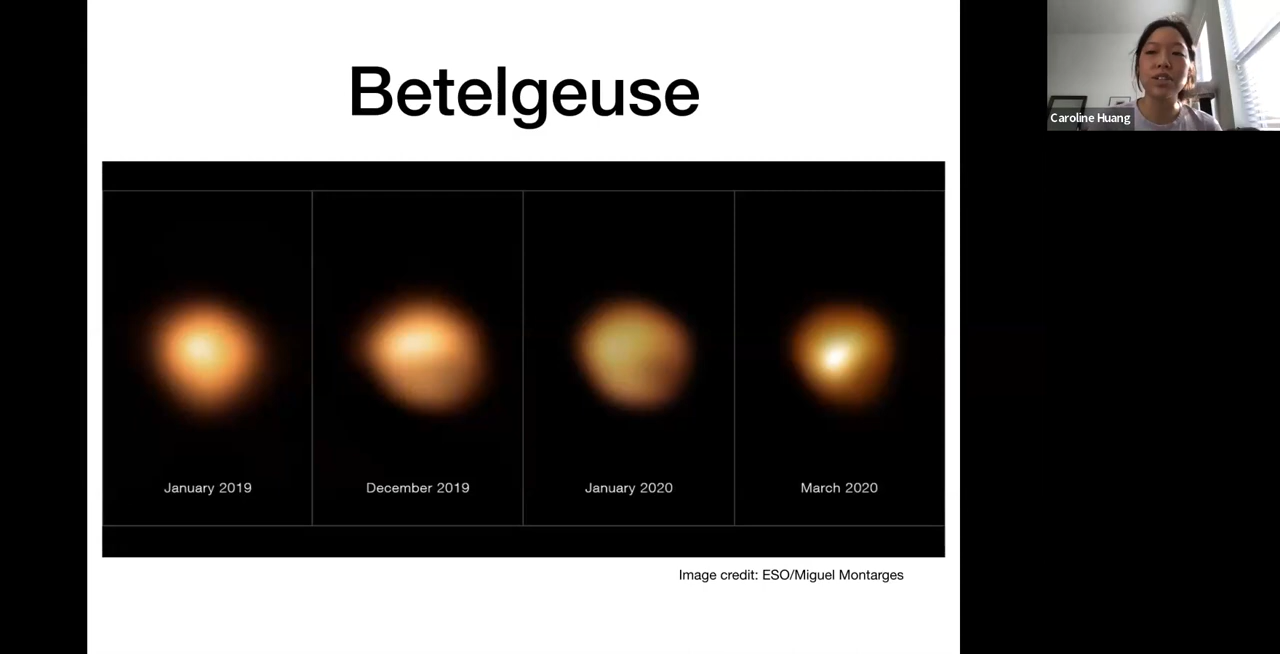 Betelgeuse
Caroline Huang
January 2019
December 2019
January 2020
March 2020
Image credit: ESO/Miguel Montarges